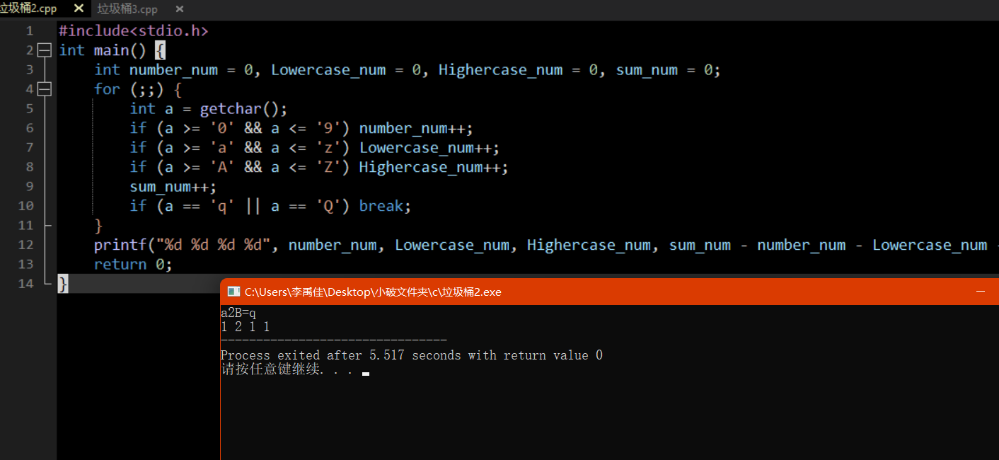 垃圾桶2.cpp × 垃圾桶3.cpp ×
1 #include<stdio.h>
2 int main() {
3 int number_num = 0, Lowercase_num = 0, Highercase_num = 0, sum_num = 0;
4 for (;;) {
5 int a = getchar();
6 if (a >= '0' && a <= '9') number_num++;
7 if (a >= 'a' && a <= 'z') Lowercase_num++;
8 if (a >= 'A' && a <= 'Z') Highercase_num++;
9 sum_num++;
10 if (a == 'q' || a == 'Q') break;
11 }
12 printf("%d %d %d %d", number_num, Lowercase_num, Highercase_num, sum_num - number_num - Lowercase_num -
13 return 0;
14 }
C:\Users\李禹佳\Desktop\小破文件夹\c\垃圾桶2.exe
a2B=q
1 2 1 1
--------------------------------
Process exited after 5.517 seconds with return value 0
请按任意键继续. . .